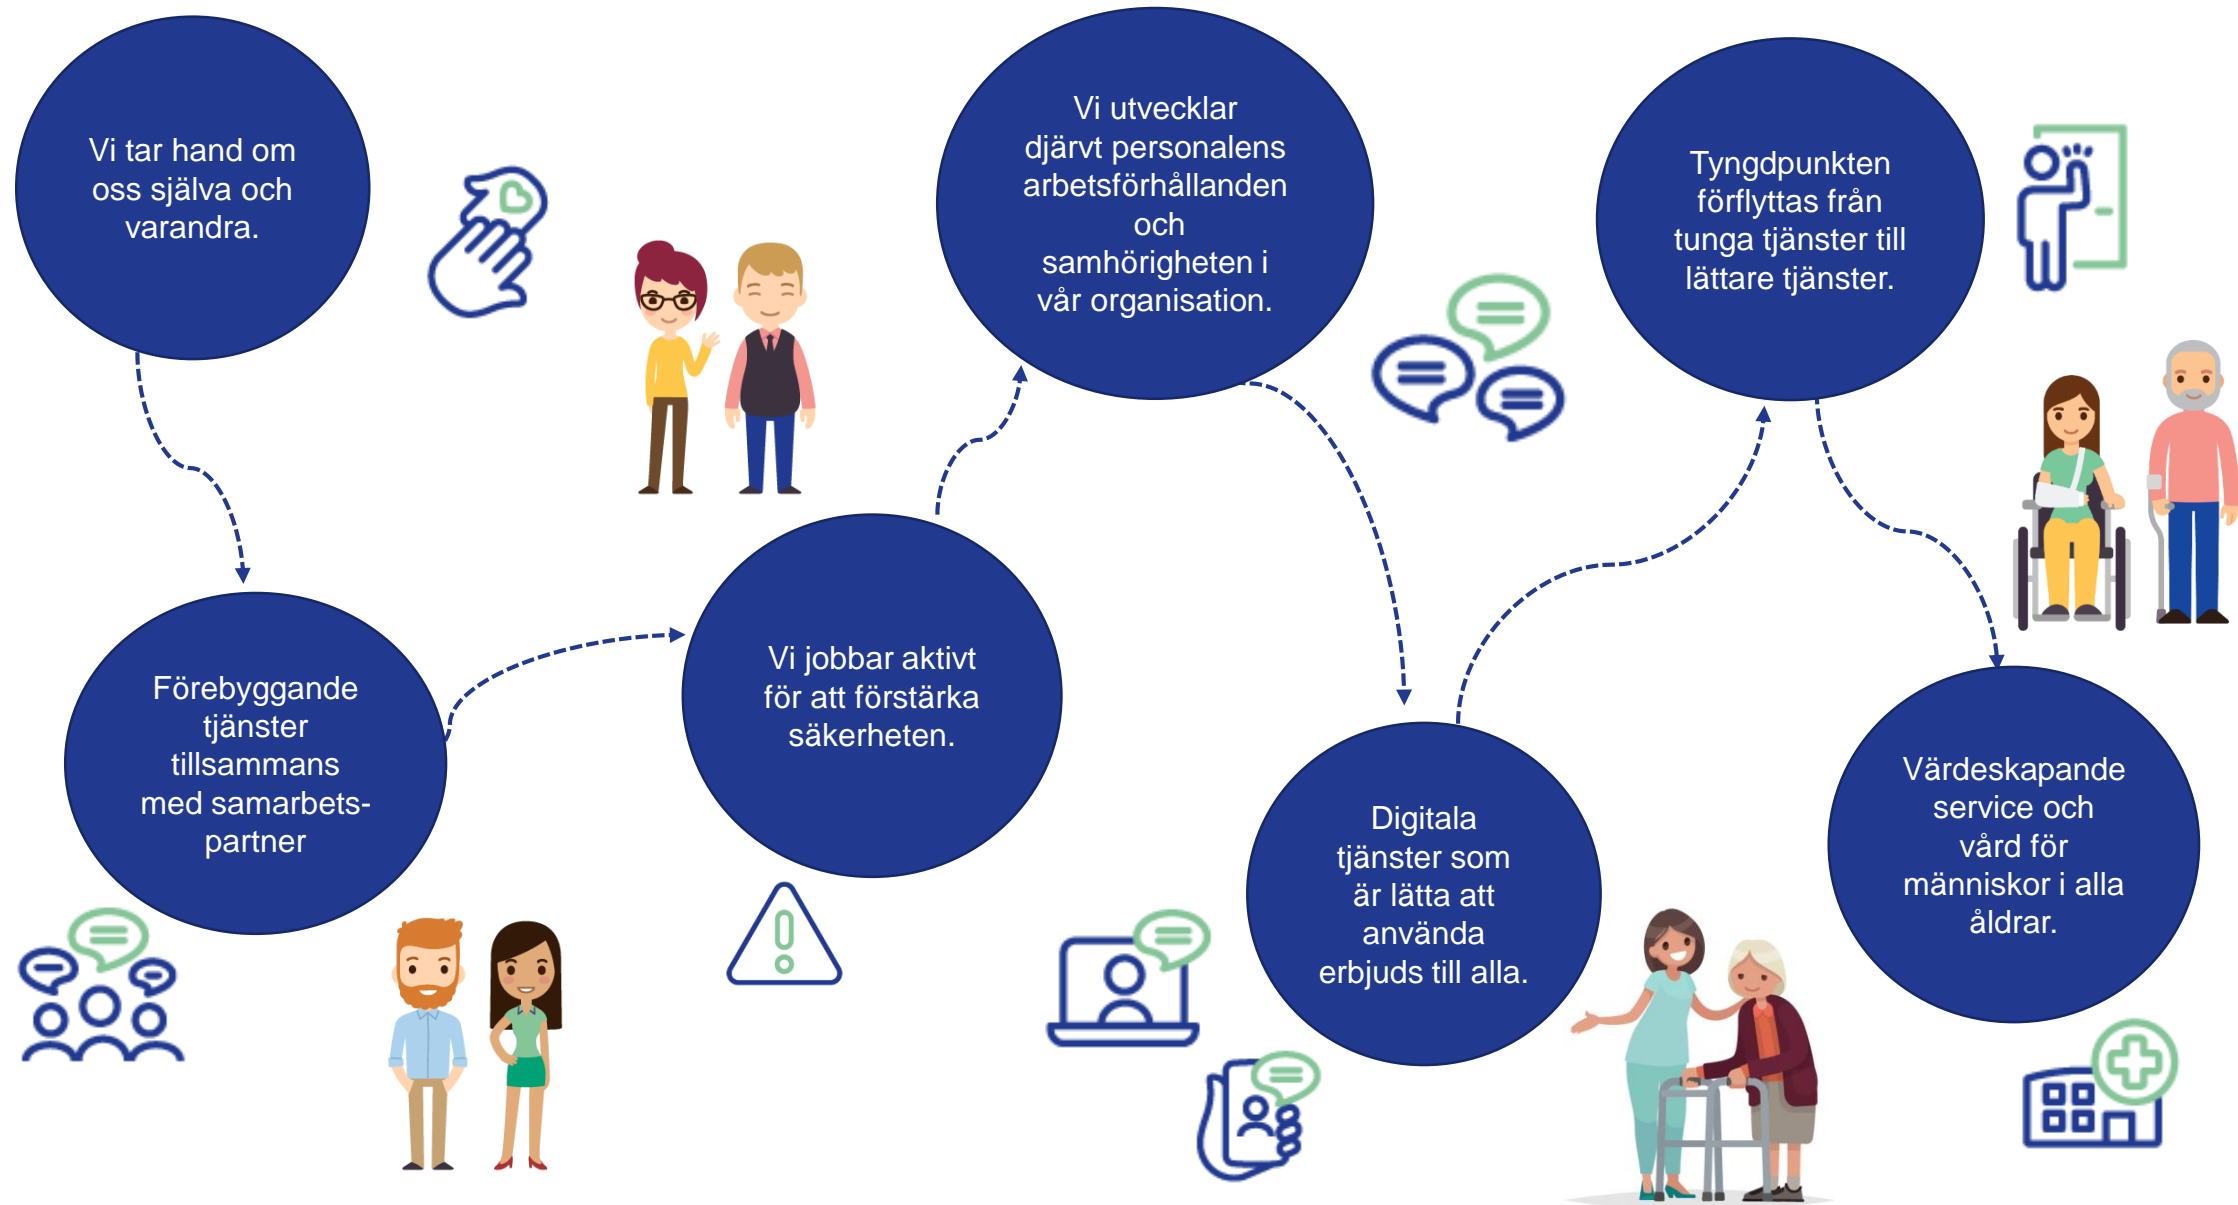 Vi tar hand om
oss själva och
varandra.
Förebyggande
tjänster
tillsammans
med samarbets-
partner
Vi jobbar aktivt
för att förstärka
säkerheten.
Vi utvecklar
djärvt personalens
arbetsförhållanden
och
samhörigheten i
vår organisation.
Digitala
tjänster som
är lätta att
använda
erbjuds till alla.
Tyngdpunkten
förflyttas från
tunga tjänster till
lättare tjänster.
Värdeskapande
service och
vård för
människor i alla
åldrar.